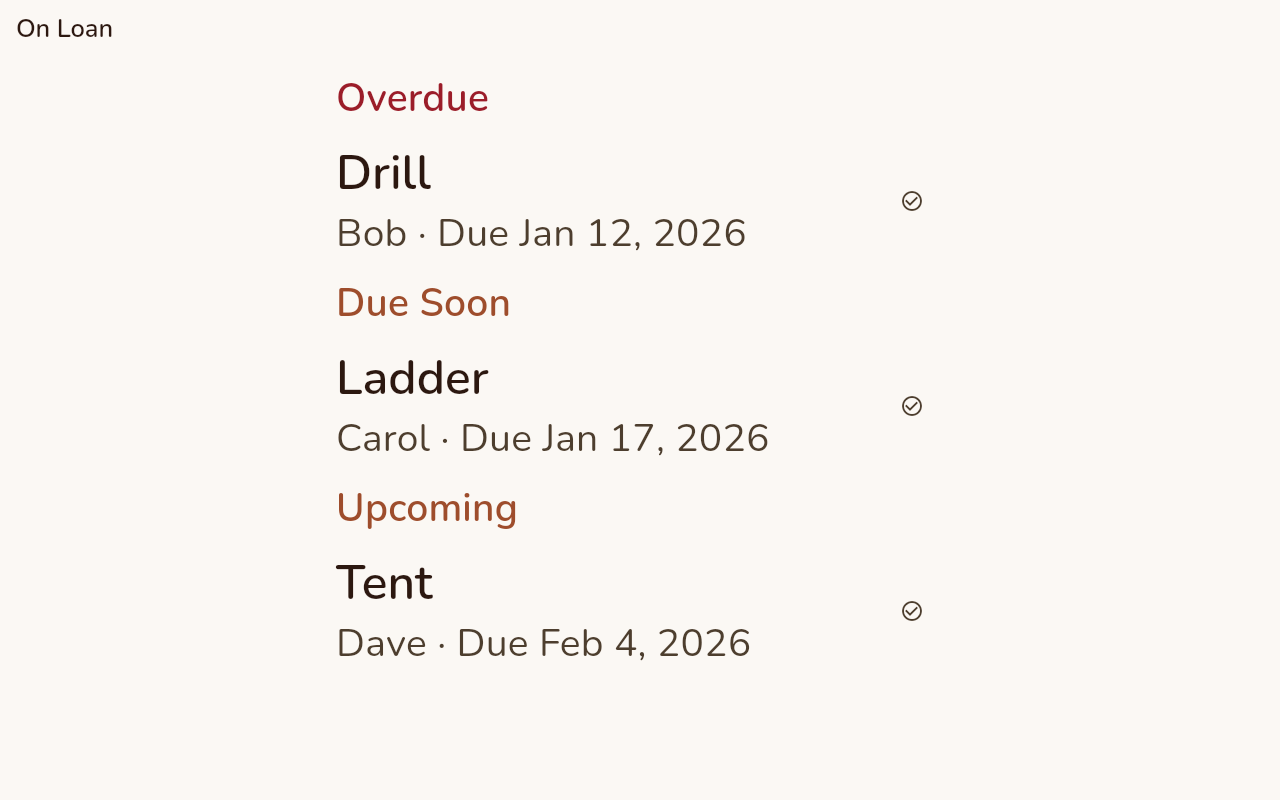 On Loan
Overdue
Drill
Bob · Due Jan 12, 2026
Due Soon
Ladder
Carol · Due Jan 17, 2026
Upcoming
Tent
Dave · Due Feb 4, 2026